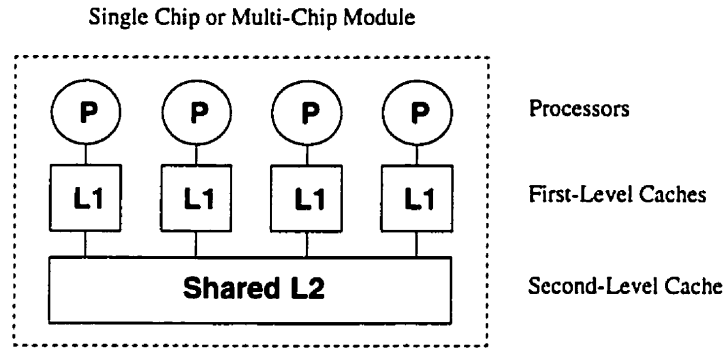 Single Chip or Multi-Chip Module
P P P P Processors
L1 L1 L1 L1 First-Level Caches
Shared L2 Second-Level Cache